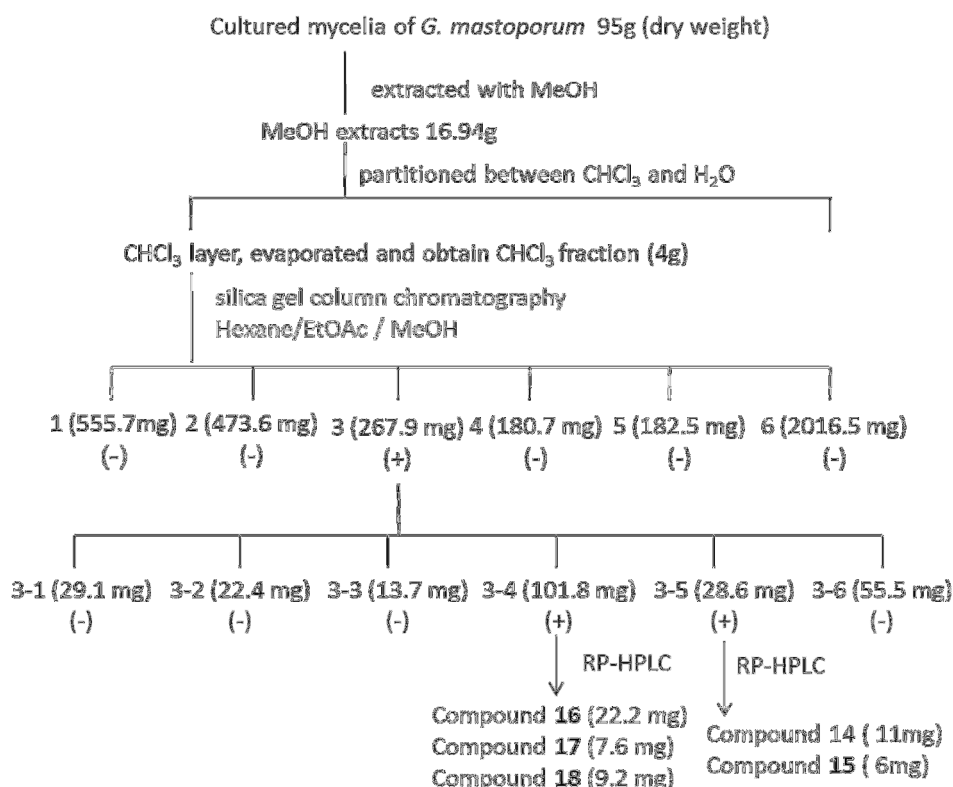 Cultured mycelia of G. mastoporum 95g (dry weight)
extracted with MeOH
MeOH extracts 16.94g
partitioned between CHCl₃ and H₂O
CHCl₃ layer, evaporated and obtain CHCl₃ fraction (4g)
silica gel column chromatography
Hexane/EtOAc / MeOH
1 (555.7mg) 2 (473.6 mg) 3 (267.9 mg) 4 (180.7 mg) 5 (182.5 mg) 6 (2016.5 mg)
(-) (-) (+) (-) (-) (-)
3-1 (29.1 mg) 3-2 (22.4 mg) 3-3 (13.7 mg) 3-4 (101.8 mg) 3-5 (28.6 mg) 3-6 (55.5 mg)
(-) (-) (-) (+) (+) (-)
RP-HPLC RP-HPLC
Compound 16 (22.2 mg)
Compound 17 (7.6 mg)
Compound 18 (9.2 mg)
Compound 14 ( 11mg)
Compound 15 ( 6mg)